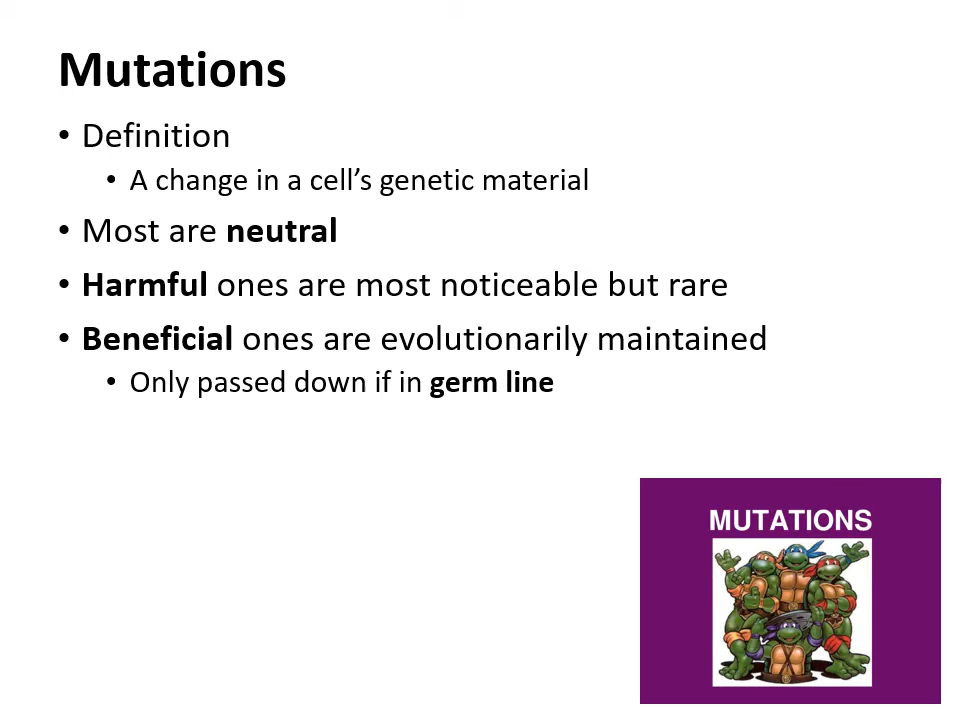 Mutations
• Definition
• A change in a cell’s genetic material
• Most are neutral
• Harmful ones are most noticeable but rare
• Beneficial ones are evolutionarily maintained
• Only passed down if in germ line
MUTATIONS